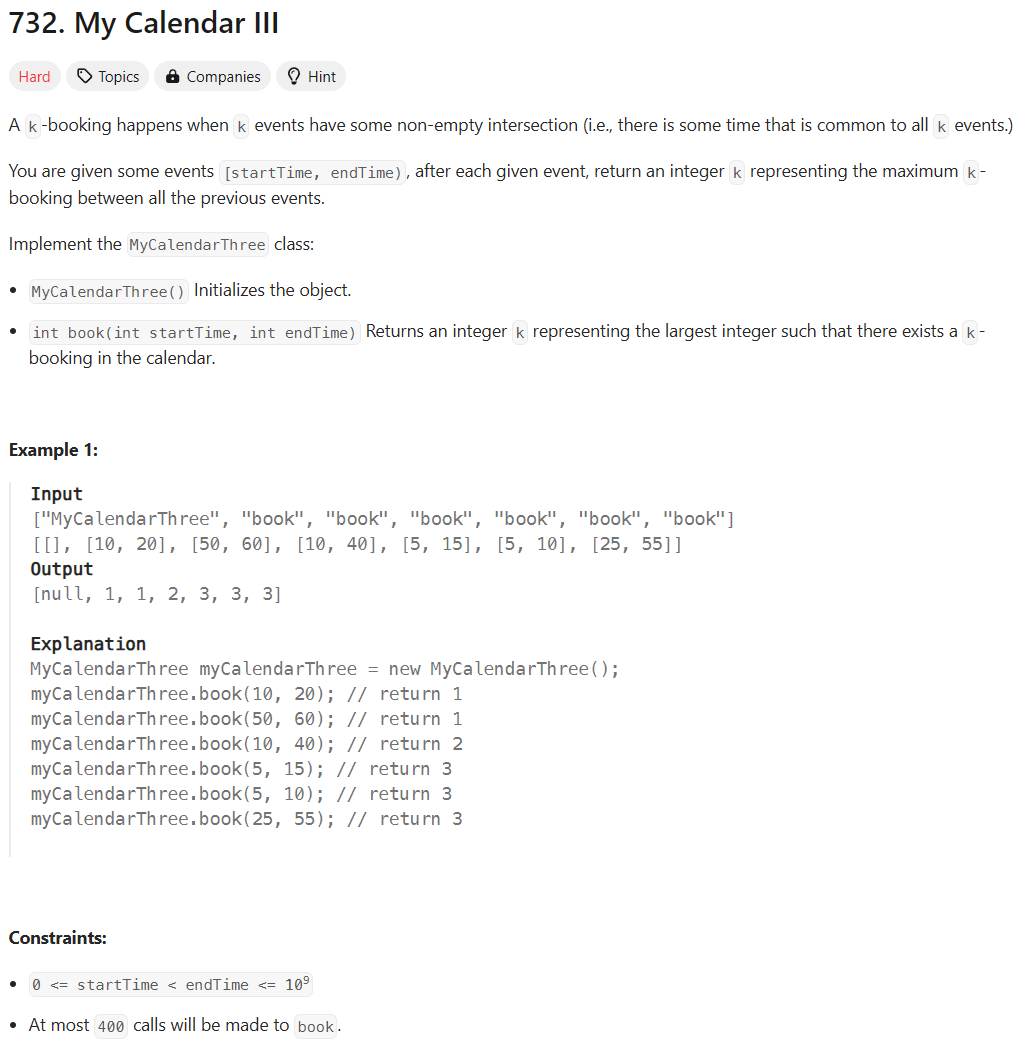 732. My Calendar III
Hard Topics Companies Hint
A k-booking happens when k events have some non-empty intersection (i.e., there is some time that is common to all k events.)
You are given some events [startTime, endTime), after each given event, return an integer k representing the maximum k-
booking between all the previous events.
Implement the MyCalendarThree class:
• MyCalendarThree() Initializes the object.
• int book(int startTime, int endTime) Returns an integer k representing the largest integer such that there exists a k-
booking in the calendar.
Example 1:
Input
["MyCalendarThree", "book", "book", "book", "book", "book", "book"]
[[], [10, 20], [50, 60], [10, 40], [5, 15], [5, 10], [25, 55]]
Output
[null, 1, 1, 2, 3, 3, 3]
Explanation
MyCalendarThree myCalendarThree = new MyCalendarThree();
myCalendarThree.book(10, 20); // return 1
myCalendarThree.book(50, 60); // return 1
myCalendarThree.book(10, 40); // return 2
myCalendarThree.book(5, 15); // return 3
myCalendarThree.book(5, 10); // return 3
myCalendarThree.book(25, 55); // return 3
Constraints:
• 0 <= startTime < endTime <= 10⁹
• At most 400 calls will be made to book.